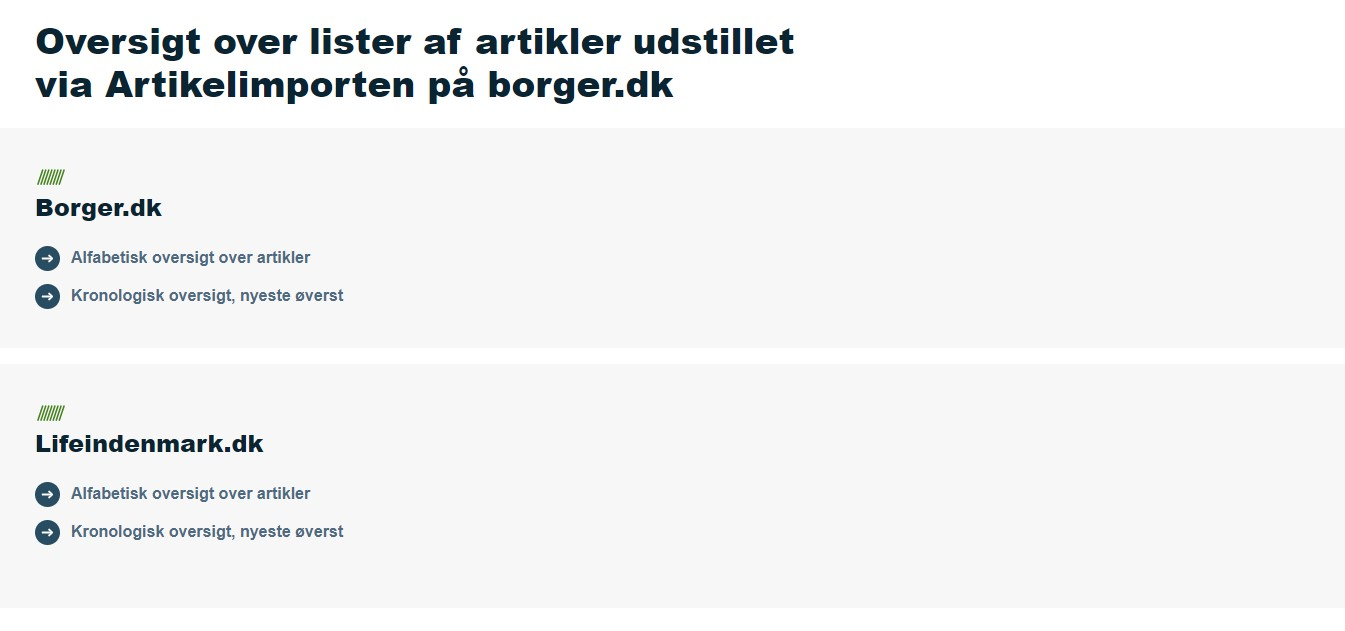 Oversigt over lister af artikler udstillet
via Artikelimporten på borger.dk
Borger.dk
Alfabetisk oversigt over artikler
Kronologisk oversigt, nyeste øverst
Lifeindenmark.dk
Alfabetisk oversigt over artikler
Kronologisk oversigt, nyeste øverst